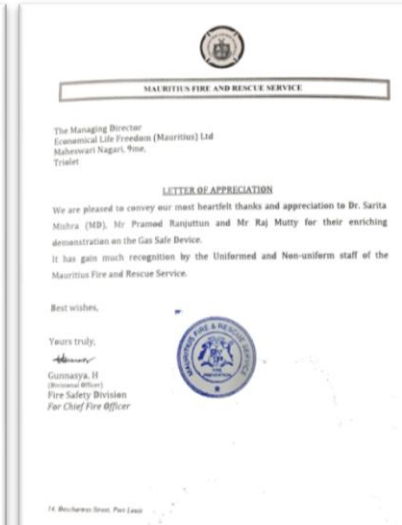 MAURITIUS FIRE AND RESCUE SERVICE
The Managing Director
Economical Life Freedom (Mauritius) Ltd
Maheswari Nagari, 9me,
Triolet
LETTER OF APPRECIATION
We are pleased to convey our most heartfelt thanks and appreciation to Dr. Sarita
Mishra (MD), Mr Pramod Ranjuttun and Mr Raj Mutty for their enriching
demonstration on the Gas Safe Device.
It has gain much recognition by the Uniformed and Non-uniform staff of the
Mauritius Fire and Rescue Service.
Best wishes,
Yours truly,
Gunnasya. H
(Divisional Officer)
Fire Safety Division
For Chief Fire Officer
MAURITIUS FIRE & RESCUE SERVICE
FIRE
PREVENTION
Street, Port Louis